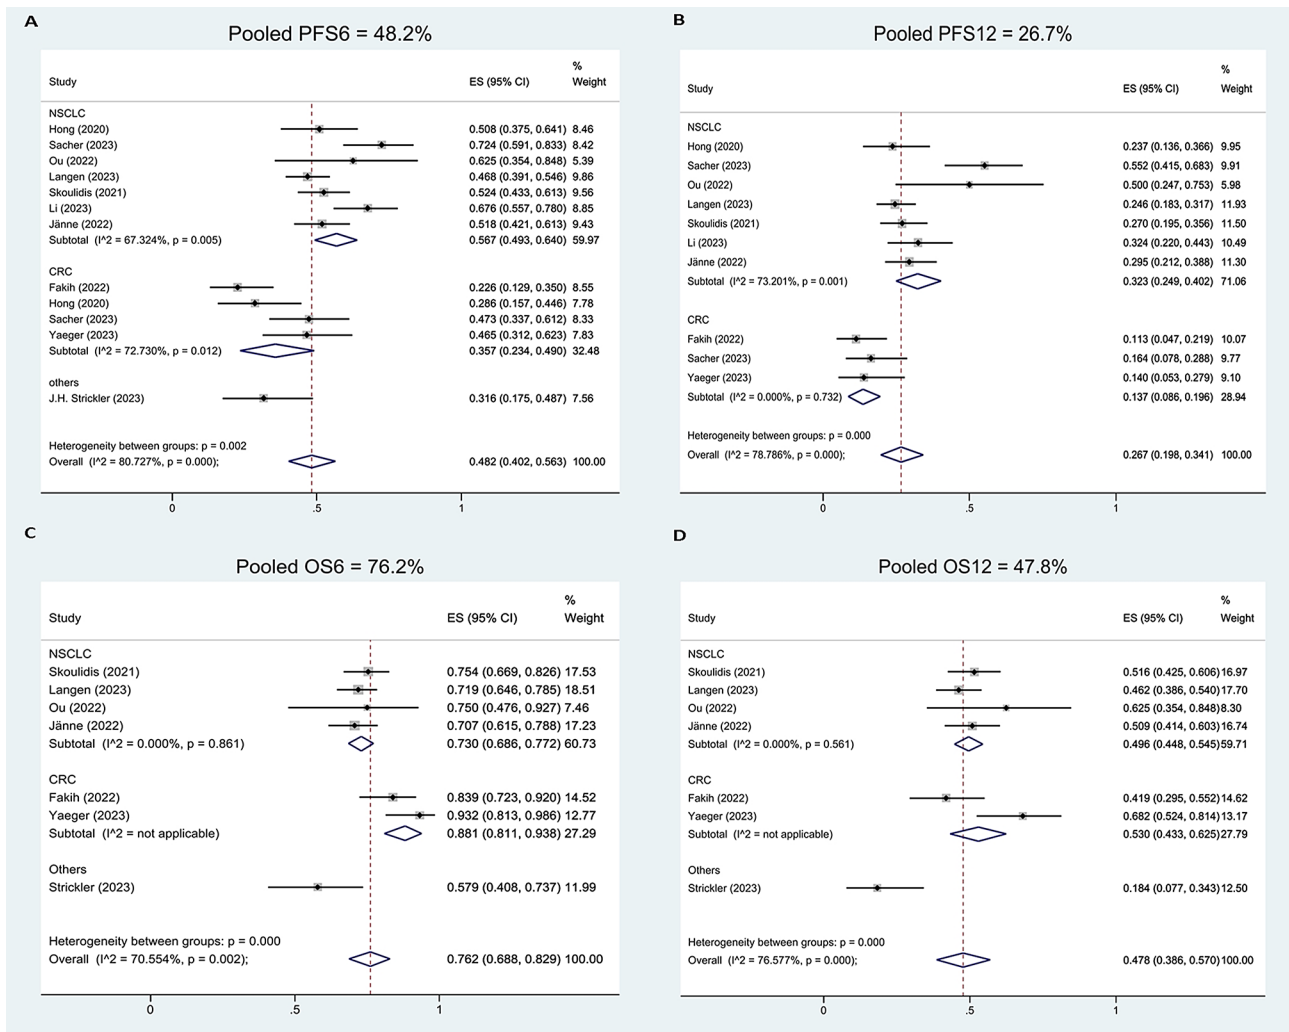 A
Pooled PFS6 = 48.2%
%
Study ES (95% CI) Weight
NSCLC
Hong (2020) 0.508 (0.375, 0.641) 8.46
Sacher (2023) 0.724 (0.591, 0.833) 8.42
Ou (2022) 0.625 (0.354, 0.848) 5.39
Langen (2023) 0.468 (0.391, 0.546) 9.86
Skoulidis (2021) 0.524 (0.433, 0.613) 9.56
Li (2023) 0.676 (0.557, 0.780) 8.85
Jänne (2022) 0.518 (0.421, 0.613) 9.43
Subtotal (I^2 = 67.324%, p = 0.005) 0.567 (0.493, 0.640) 59.97
CRC
Fakih (2022) 0.226 (0.129, 0.350) 8.55
Hong (2020) 0.286 (0.157, 0.446) 7.78
Sacher (2023) 0.473 (0.337, 0.612) 8.33
Yaeger (2023) 0.465 (0.312, 0.623) 7.83
Subtotal (I^2 = 72.730%, p = 0.012) 0.357 (0.234, 0.490) 32.48
others
J.H. Strickler (2023) 0.316 (0.175, 0.487) 7.56
Heterogeneity between groups: p = 0.002
Overall (I^2 = 80.727%, p = 0.000); 0.482 (0.402, 0.563) 100.00
0 .5 1
B
Pooled PFS12 = 26.7%
%
Study ES (95% CI) Weight
NSCLC
Hong (2020) 0.237 (0.136, 0.366) 9.95
Sacher (2023) 0.552 (0.415, 0.683) 9.91
Ou (2022) 0.500 (0.247, 0.753) 5.98
Langen (2023) 0.246 (0.183, 0.317) 11.93
Skoulidis (2021) 0.270 (0.195, 0.356) 11.50
Li (2023) 0.324 (0.220, 0.443) 10.49
Jänne (2022) 0.295 (0.212, 0.388) 11.30
Subtotal (I^2 = 73.201%, p = 0.001) 0.323 (0.249, 0.402) 71.06
CRC
Fakih (2022) 0.113 (0.047, 0.219) 10.07
Sacher (2023) 0.164 (0.078, 0.288) 9.77
Yaeger (2023) 0.140 (0.053, 0.279) 9.10
Subtotal (I^2 = 0.000%, p = 0.732) 0.137 (0.086, 0.196) 28.94
Heterogeneity between groups: p = 0.000
Overall (I^2 = 78.786%, p = 0.000); 0.267 (0.198, 0.341) 100.00
0 .5 1
C
Pooled OS6 = 76.2%
%
Study ES (95% CI) Weight
NSCLC
Skoulidis (2021) 0.754 (0.669, 0.826) 17.53
Langen (2023) 0.719 (0.646, 0.785) 18.51
Ou (2022) 0.750 (0.476, 0.927) 7.46
Jänne (2022) 0.707 (0.615, 0.788) 17.23
Subtotal (I^2 = 0.000%, p = 0.861) 0.730 (0.686, 0.772) 60.73
CRC
Fakih (2022) 0.839 (0.723, 0.920) 14.52
Yaeger (2023) 0.932 (0.813, 0.986) 12.77
Subtotal (I^2 = not applicable) 0.881 (0.811, 0.938) 27.29
Others
Strickler (2023) 0.579 (0.408, 0.737) 11.99
Heterogeneity between groups: p = 0.000
Overall (I^2 = 70.554%, p = 0.002); 0.762 (0.688, 0.829) 100.00
0 .5 1
D
Pooled OS12 = 47.8%
%
Study ES (95% CI) Weight
NSCLC
Skoulidis (2021) 0.516 (0.425, 0.606)16.97
Langen (2023) 0.462 (0.386, 0.540)17.70
Ou (2022) 0.625 (0.354, 0.848)8.30
Jänne (2022) 0.509 (0.414, 0.603)16.74
Subtotal (I^2 = 0.000%, p = 0.561) 0.496 (0.448, 0.545)59.71
CRC
Fakih (2022) 0.419 (0.295, 0.552)14.62
Yaeger (2023) 0.682 (0.524, 0.814)13.17
Subtotal (I^2 = not applicable) 0.530 (0.433, 0.625)27.79
Others
Strickler (2023) 0.184 (0.077, 0.343)12.50
Heterogeneity between groups: p = 0.000
Overall (I^2 = 76.577%, p = 0.000); 0.478 (0.386, 0.570)100.00
0 .5 1